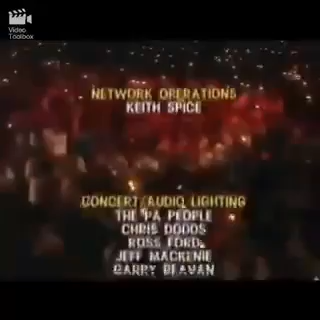 Video
Toolbox
NETWORK OPERATIONS
KEITH SPICE
CONCERT/AUDIO LIGHTING
THE PA PEOPLE
CHRIS DODDS
ROSS FORD
JEFF MACKENIE
GARRY BEAVAN